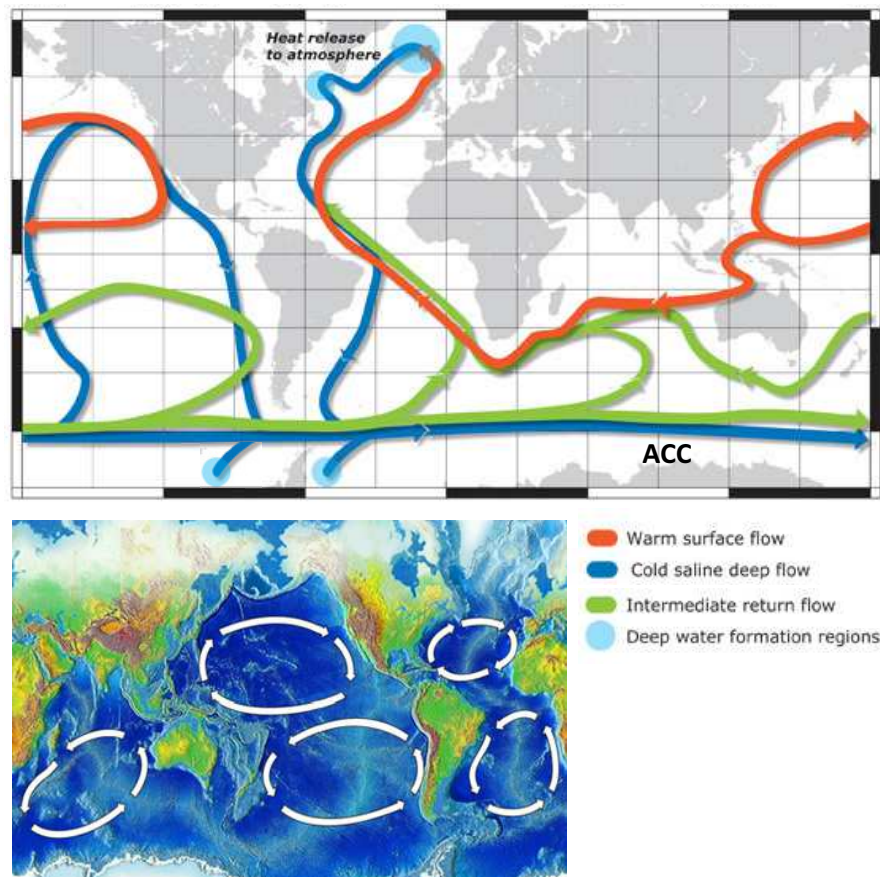 Heat release
to atmosphere
ACC
Warm surface flow
Cold saline deep flow
Intermediate return flow
Deep water formation regions